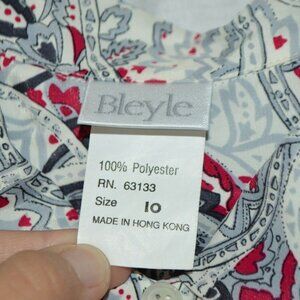 Bleyle
100% Polyester
RN. 63133
Size 10
MADE IN HONG KONG